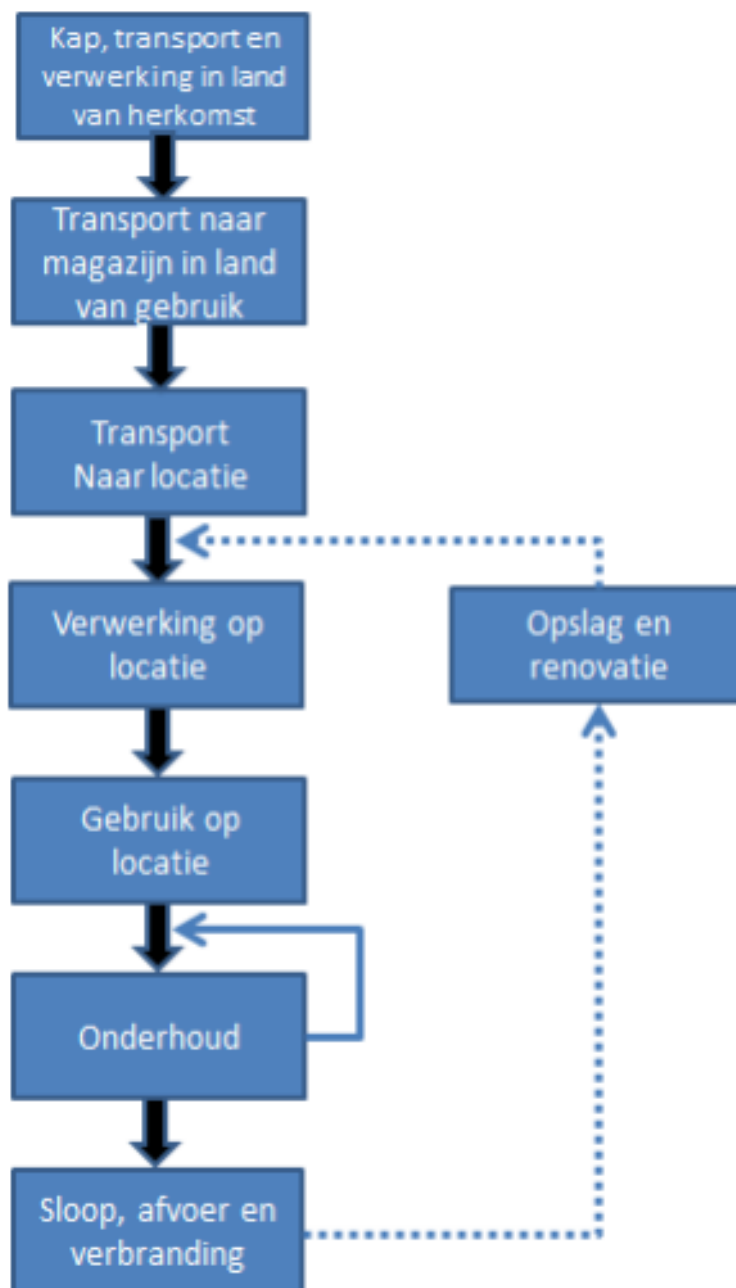 Kap, transport en
verwerking in land
van herkomst
Transport naar
magazijn in land
van gebruik
Transport
Naar locatie
Verwerking op
locatie
Opslag en
renovatie
Gebruik op
locatie
Onderhoud
Sloop, afvoer en
verbranding